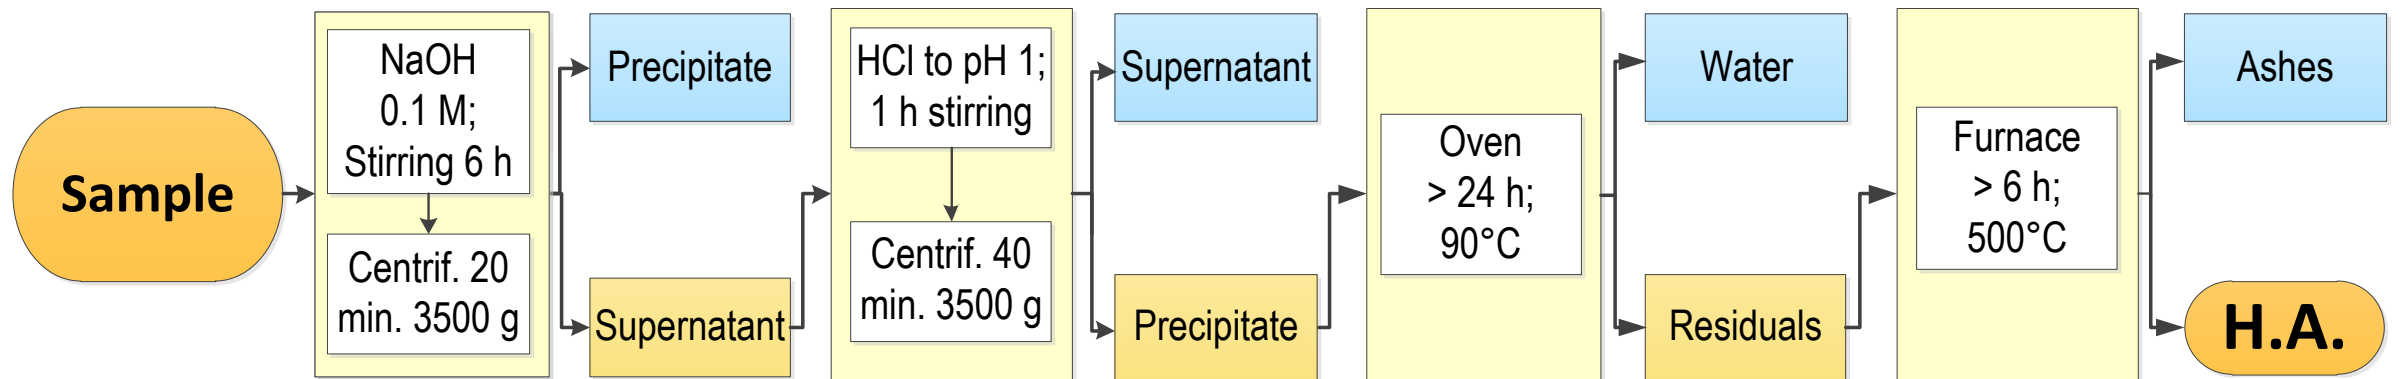 Sample
NaOH
0.1 M;
Stirring 6 h
Centrif. 20
min. 3500 g
Precipitate
Supernatant
HCl to pH 1;
1 h stirring
Centrif. 40
min. 3500 g
Supernatant
Precipitate
Oven
> 24 h;
90°C
Water
Residuals
Furnace
> 6 h;
500°C
Ashes
H.A.